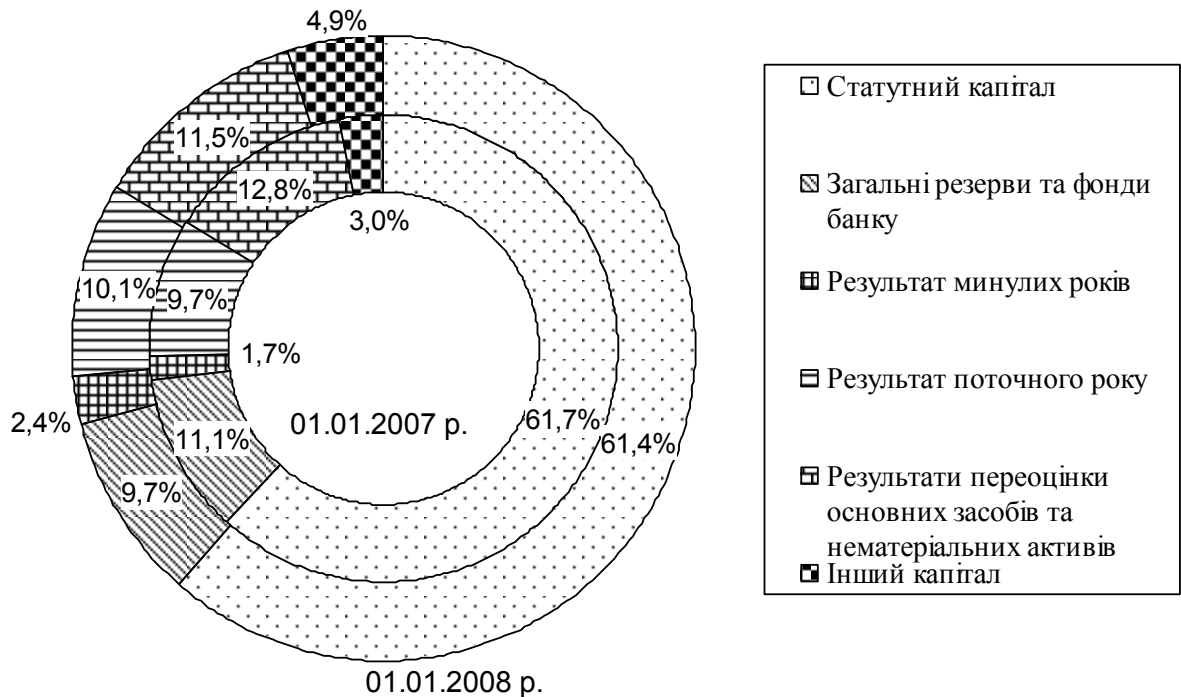 4,9%
11,5%
12,8%
3,0%
10,1%
9,7%
1,7%
2,4%
11,1%
9,7%
01.01.2007 р.
61,7%
61,4%
01.01.2008 р.
Статутний капітал
Загальні резерви та фонди
банку
Результат минулих років
Результат поточного року
Результати переоцінки
основних засобів та
нематеріальних активів
Інший капітал